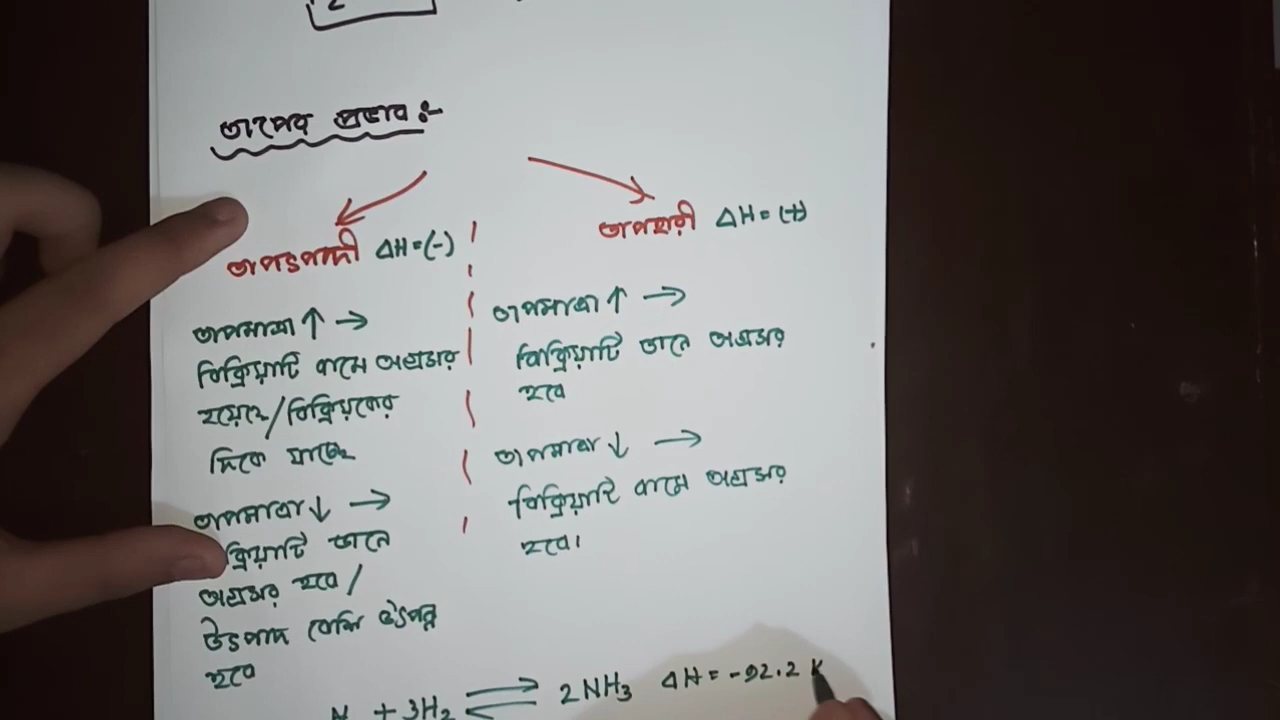 2
তাপের প্রভাব :-
তাপউৎপাদী ΔH = (-)
তাপমাত্রা ↑ →
বিক্রিয়াটি বামে অগ্রসর
হয়েছে/বিক্রিয়কের
দিকে যাচ্ছে
তাপমাত্রা ↓ →
ক্রিয়াটি ডানে
অগ্রসর হবে /
উৎপাদ বেশি উৎপন্ন
হবে
তাপহারী ΔH = (+)
তাপমাত্রা ↑ →
বিক্রিয়াটি ডানে অগ্রসর
হবে
তাপমাত্রা ↓ →
বিক্রিয়াটি বামে অগ্রসর
হবে।
N + 3H₂ ⇌ 2NH₃ ΔH = -92.2 K